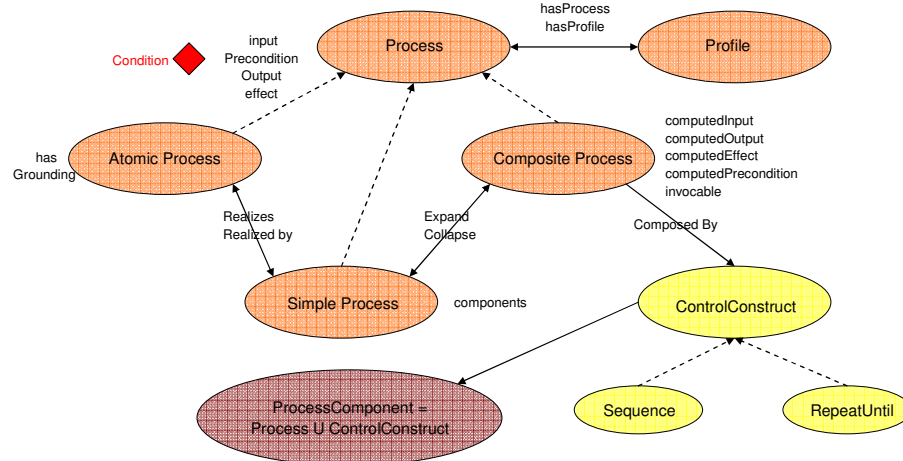 hasProcess
hasProfile
input
Precondition
Output
effect
Process
Profile
Condition
has
Grounding
Atomic Process
Composite Process
computedInput
computedOutput
computedEffect
computedPrecondition
invocable
Realizes
Realized by
Expand
Collapse
Composed By
Simple Process
components
ControlConstruct
ProcessComponent =
Process U ControlConstruct
Sequence
RepeatUntil